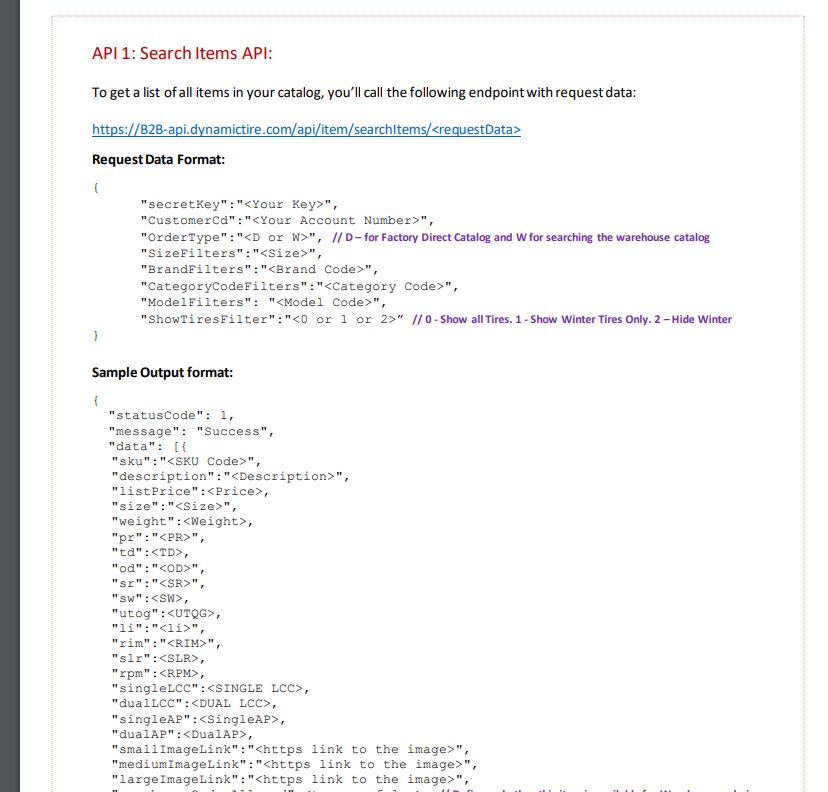 API 1: Search Items API:
To get a list of all items in your catalog, you'll call the following endpoint with request data:
https://B2B-api.dynamictire.com/api/item/searchItems/<requestData>
Request Data Format:
{
"secretKey":"<Your Key>",
"CustomerCd":"<Your Account Number>",
"OrderType":"<D or W>", // D – for Factory Direct Catalog and W for searching the warehouse catalog
"SizeFilters":"<Size>",
"BrandFilters":"<Brand Code>",
"CategoryCodeFilters":"<Category Code>",
"ModelFilters": "<Model Code>",
"ShowTiresFilter":"<0 or 1 or 2>” // 0 - Show all Tires. 1 - Show Winter Tires Only. 2 – Hide Winter
}
Sample Output format:
{
"statusCode": 1,
"message": "Success",
"data": [{
"sku":"<SKU Code>",
"description":"<Description>",
"listPrice":<Price>,
"size":"<Size>",
"weight":<Weight>,
"pr":"<PR>",
"td":<TD>,
"od":"<OD>",
"sr":"<SR>",
"sw":<SW>,
"utog":<UTQG>,
"li":"<li>",
"rim":"<RIM>",
"slr":<SLR>,
"rpm":<RPM>,
"singleLCC":<SINGLE LCC>,
"dualLCC":<DUAL LCC>,
"singleAP":<SingleAP>,
"dualAP":<DualAP>,
"smallImageLink":"<https link to the image>",
"mediumImageLink":"<https link to the image>",
"largeImageLink":"<https link to the image>",